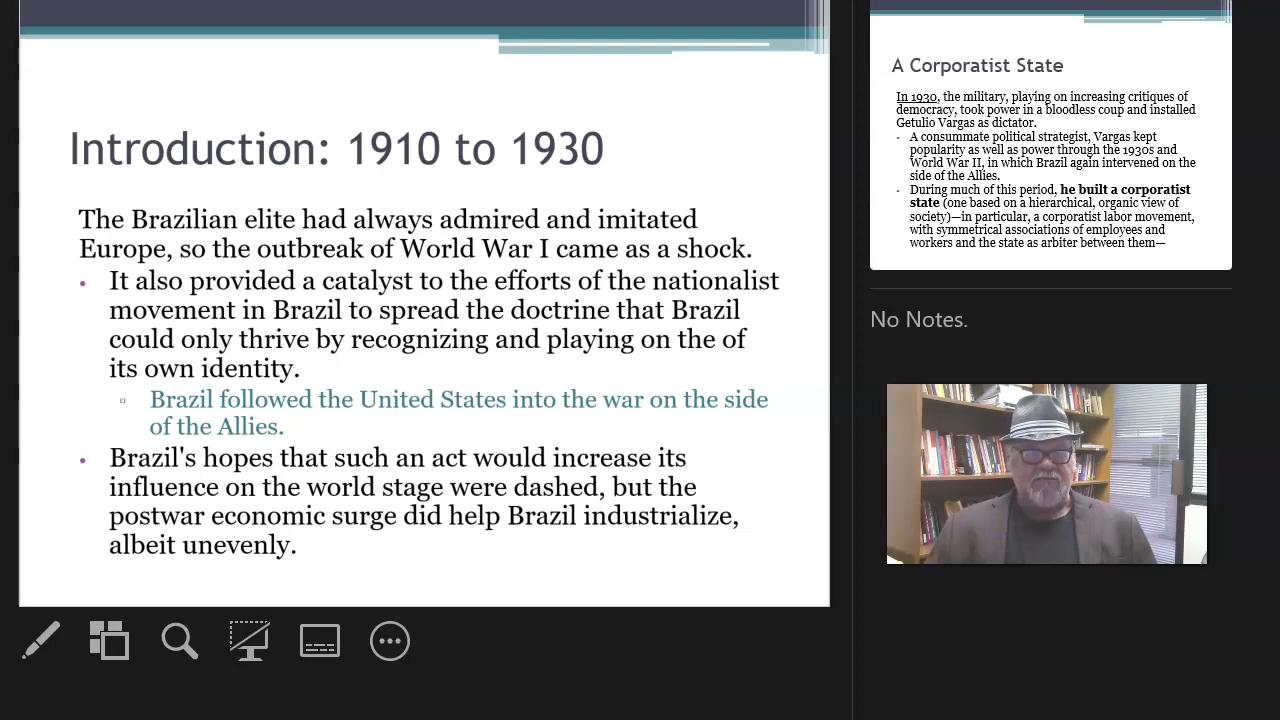 Introduction: 1910 to 1930
The Brazilian elite had always admired and imitated
Europe, so the outbreak of World War I came as a shock.
• It also provided a catalyst to the efforts of the nationalist
movement in Brazil to spread the doctrine that Brazil
could only thrive by recognizing and playing on the of
its own identity.
▫ Brazil followed the United States into the war on the side
of the Allies.
• Brazil's hopes that such an act would increase its
influence on the world stage were dashed, but the
postwar economic surge did help Brazil industrialize,
albeit unevenly.
A Corporatist State
In 1930, the military, playing on increasing critiques of
democracy, took power in a bloodless coup and installed
Getulio Vargas as dictator.
• A consummate political strategist, Vargas kept
popularity as well as power through the 1930s and
World War II, in which Brazil again intervened on the
side of the Allies.
• During much of this period, he built a corporatist
state (one based on a hierarchical, organic view of
society)—in particular, a corporatist labor movement,
with symmetrical associations of employees and
workers and the state as arbiter between them—
No Notes.